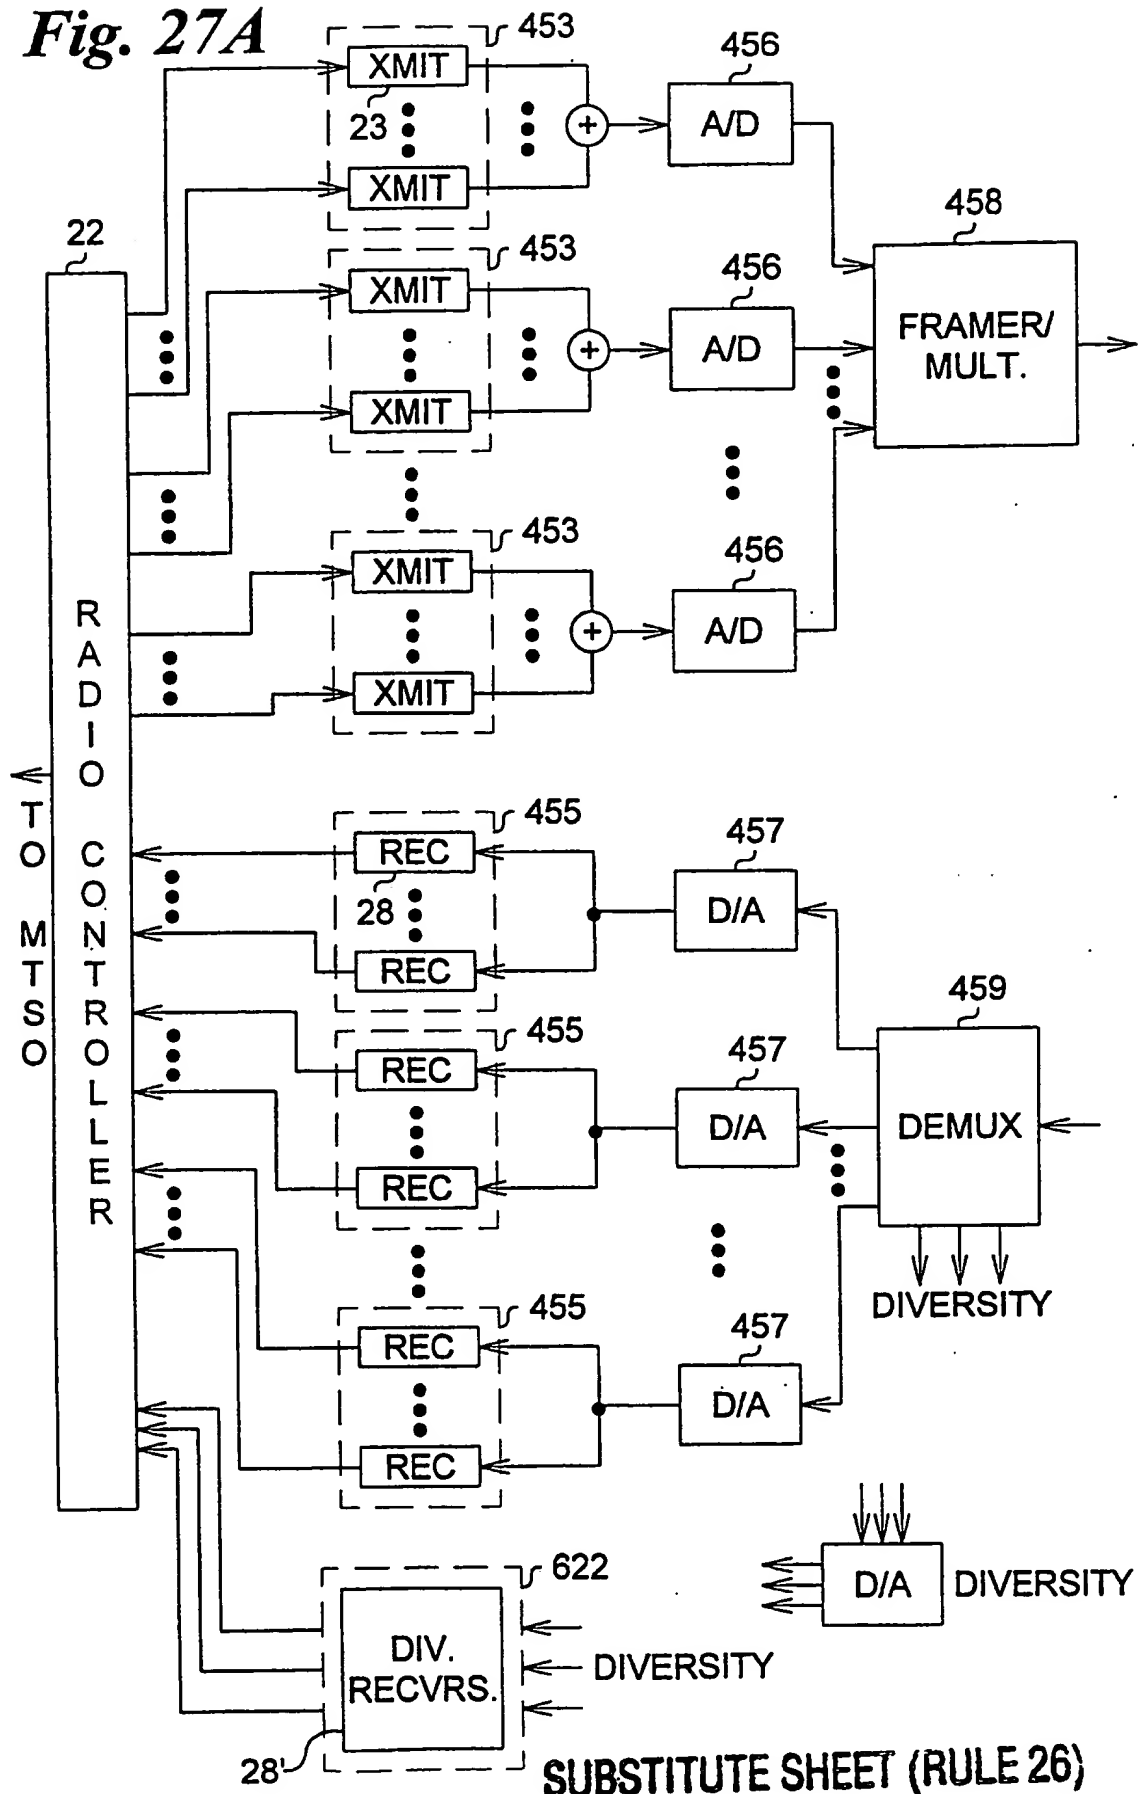 Fig. 27A
453
XMIT
23
XMIT
456
A/D
458
FRAMER/
MULT.
22
453
XMIT
XMIT
456
A/D
453
XMIT
XMIT
456
A/D
RADIO CONTROLLER
TO MTSO
455
REC
28
REC
457
D/A
459
DEMUX
455
REC
REC
457
D/A
DIVERSITY
455
REC
REC
457
D/A
D/A
DIVERSITY
622
DIV.
RECVRS.
28'
DIVERSITY
SUBSTITUTE SHEET (RULE 26)